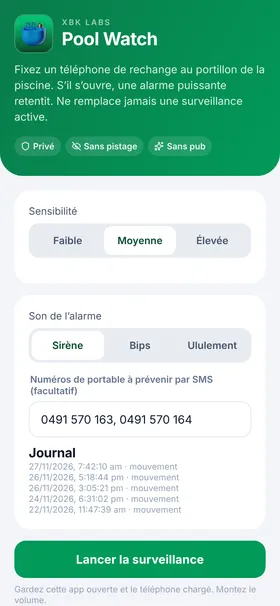 XBK LABS
Pool Watch
Fixez un téléphone de rechange au portillon de la
piscine. S’il s’ouvre, une alarme puissante
retentit. Ne remplace jamais une surveillance
active.
Privé
Sans pistage
Sans pub
Sensibilité
Faible
Moyenne
Élevée
Son de l’alarme
Sirène
Bips
Ululement
Numéros de portable à prévenir par SMS
(facultatif)
0491 570 163, 0491 570 164
Journal
27/11/2026, 7:42:10 am · mouvement
26/11/2026, 5:18:44 pm · mouvement
26/11/2026, 3:05:21 pm · mouvement
24/11/2026, 6:31:02 pm · mouvement
22/11/2026, 11:47:39 am · mouvement
Lancer la surveillance
Gardez cette app ouverte et le téléphone chargé. Montez le
volume.